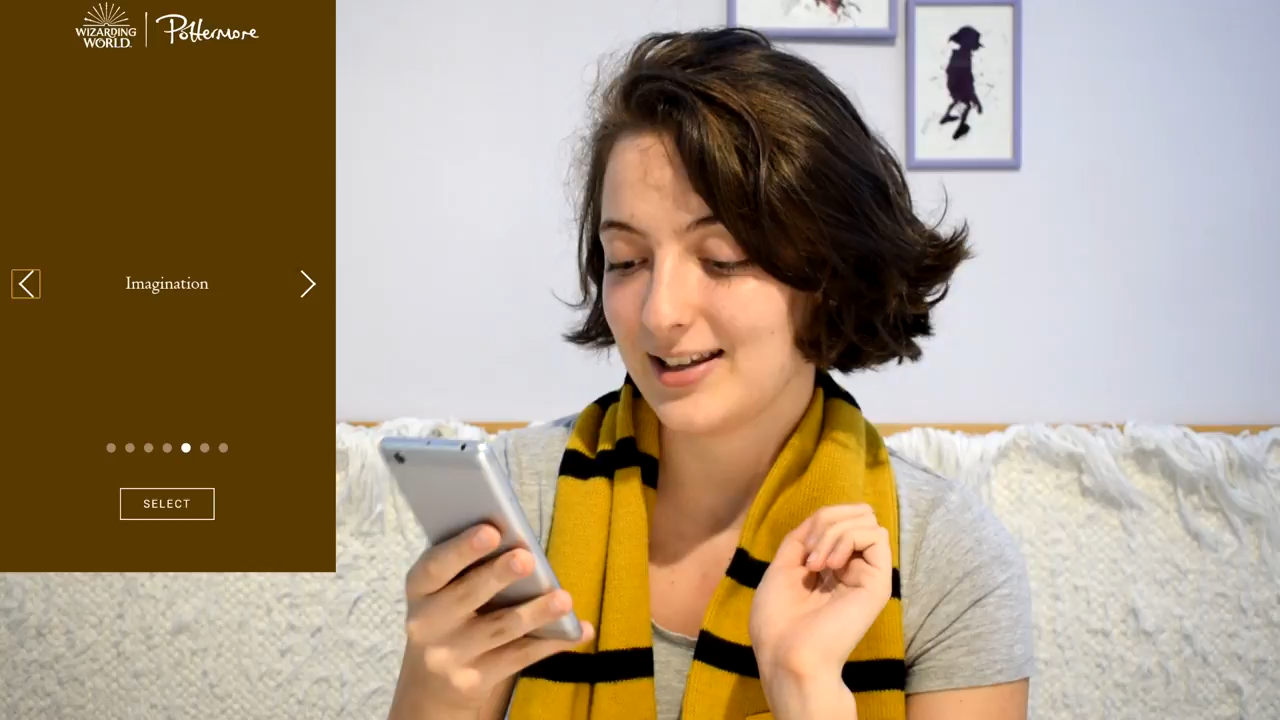 WIZARDING
WORLD.
Pottermore
Imagination
SELECT